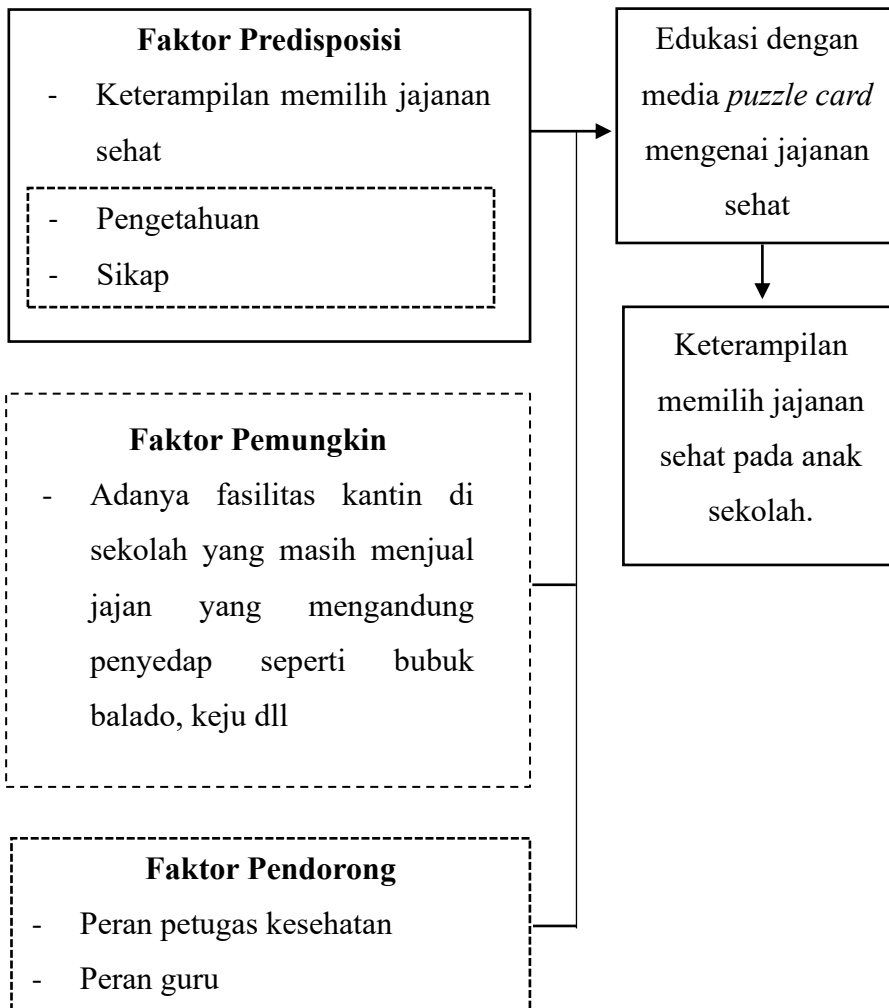 Faktor Predisposisi
- Keterampilan memilih jajanan
sehat
- Pengetahuan
- Sikap
Edukasi dengan
media puzzle card
mengenai jajanan
sehat
Keterampilan
memilih jajanan
sehat pada anak
sekolah.
Faktor Pemungkin
- Adanya fasilitas kantin di
sekolah yang masih menjual
jajan yang mengandung
penyedap seperti bubuk
balado, keju dll
Faktor Pendorong
- Peran petugas kesehatan
- Peran guru